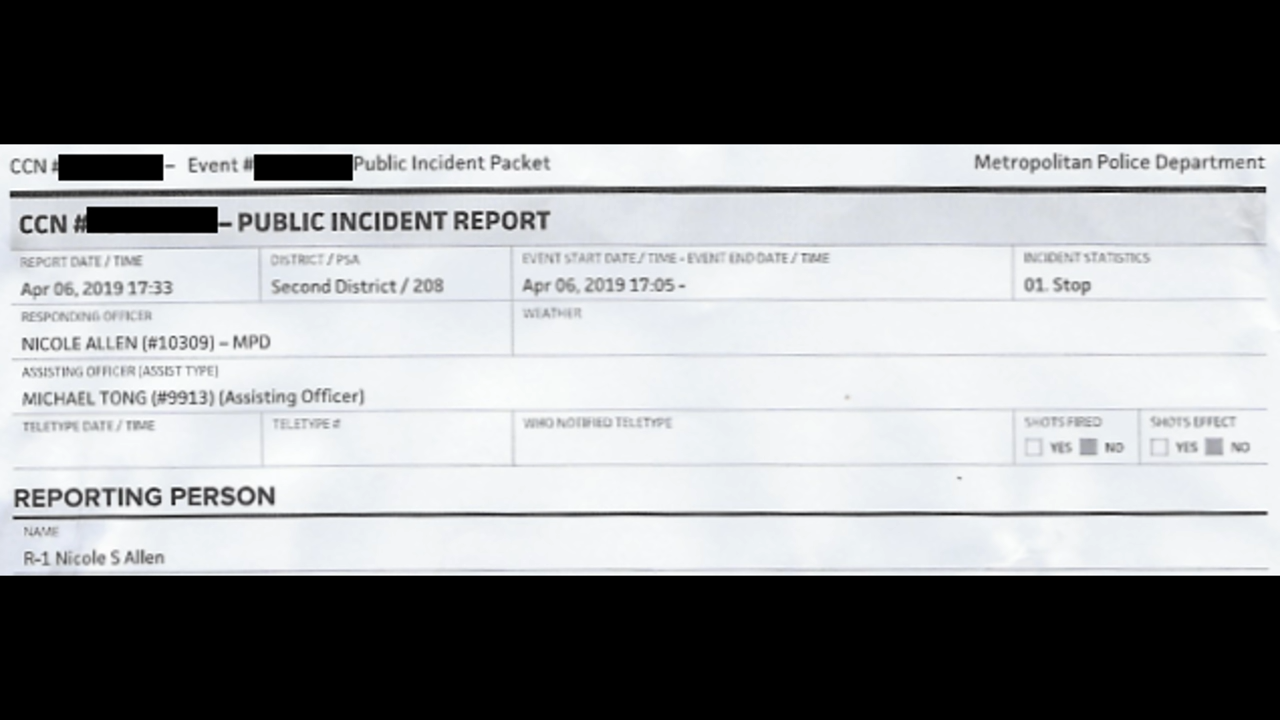 CCN # – Event # Public Incident Packet Metropolitan Police Department
CCN # – PUBLIC INCIDENT REPORT
REPORT DATE / TIME DISTRICT / PSA EVENT START DATE / TIME - EVENT END DATE / TIME INCIDENT STATISTICS
Apr 06, 2019 17:33 Second District / 208 Apr 06, 2019 17:05 - 01. Stop
RESPONDING OFFICER WEATHER
NICOLE ALLEN (#10309) – MPD
ASSISTING OFFICER (ASSIST TYPE)
MICHAEL TONG (#9913) (Assisting Officer)
TELETYPE DATE / TIME TELETYPE # WHO NOTIFIED TELETYPE SHOTS FIRED SHOTS EFFECT
YES NO YES NO
REPORTING PERSON
NAME
R-1 Nicole S Allen